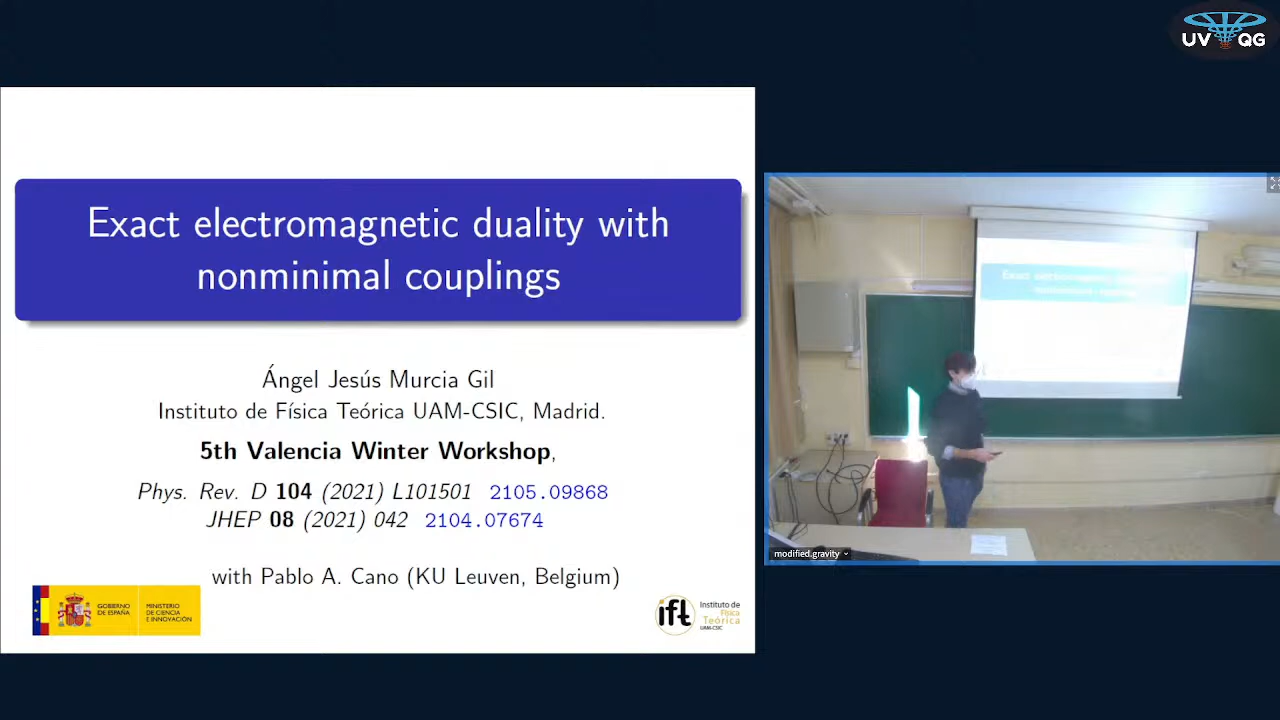 UV QG
Exact electromagnetic duality with
nonminimal couplings
Ángel Jesús Murcia Gil
Instituto de Física Teórica UAM-CSIC, Madrid.
5th Valencia Winter Workshop,
Phys. Rev. D 104 (2021) L101501 2105.09868
JHEP 08 (2021) 042 2104.07674
with Pablo A. Cano (KU Leuven, Belgium)
GOBIERNO
DE ESPAÑA
MINISTERIO
DE CIENCIA
E INNOVACIÓN
ift
Instituto de
Física
Teórica
UAM-CSIC
Exact electromagnetic
modified.gravity